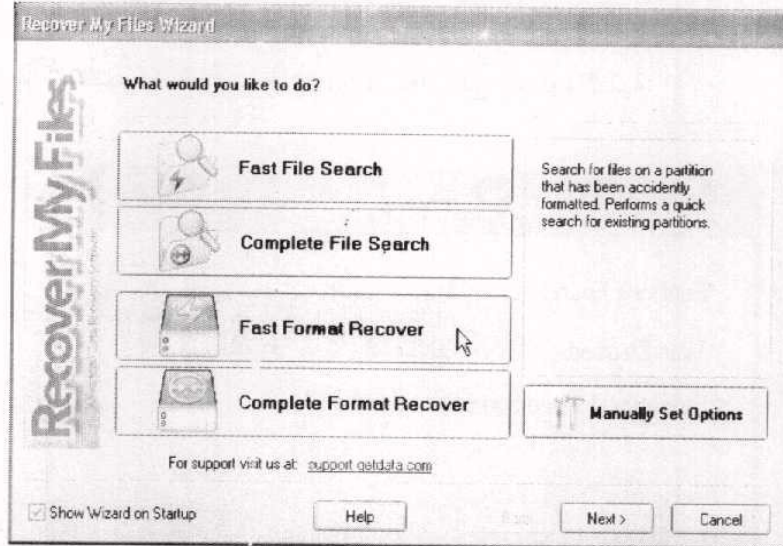 Recover My Files Wizard
Recover My Files
What would you like to do?
Fast File Search
Complete File Search
Fast Format Recover
Complete Format Recover
Search for files on a partition
that has been accidently
formatted. Performs a quick
search for existing partitions.
Manually Set Options
For support visit us at: support.getdata.com
Show Wizard on Startup
Help
Next >
Cancel